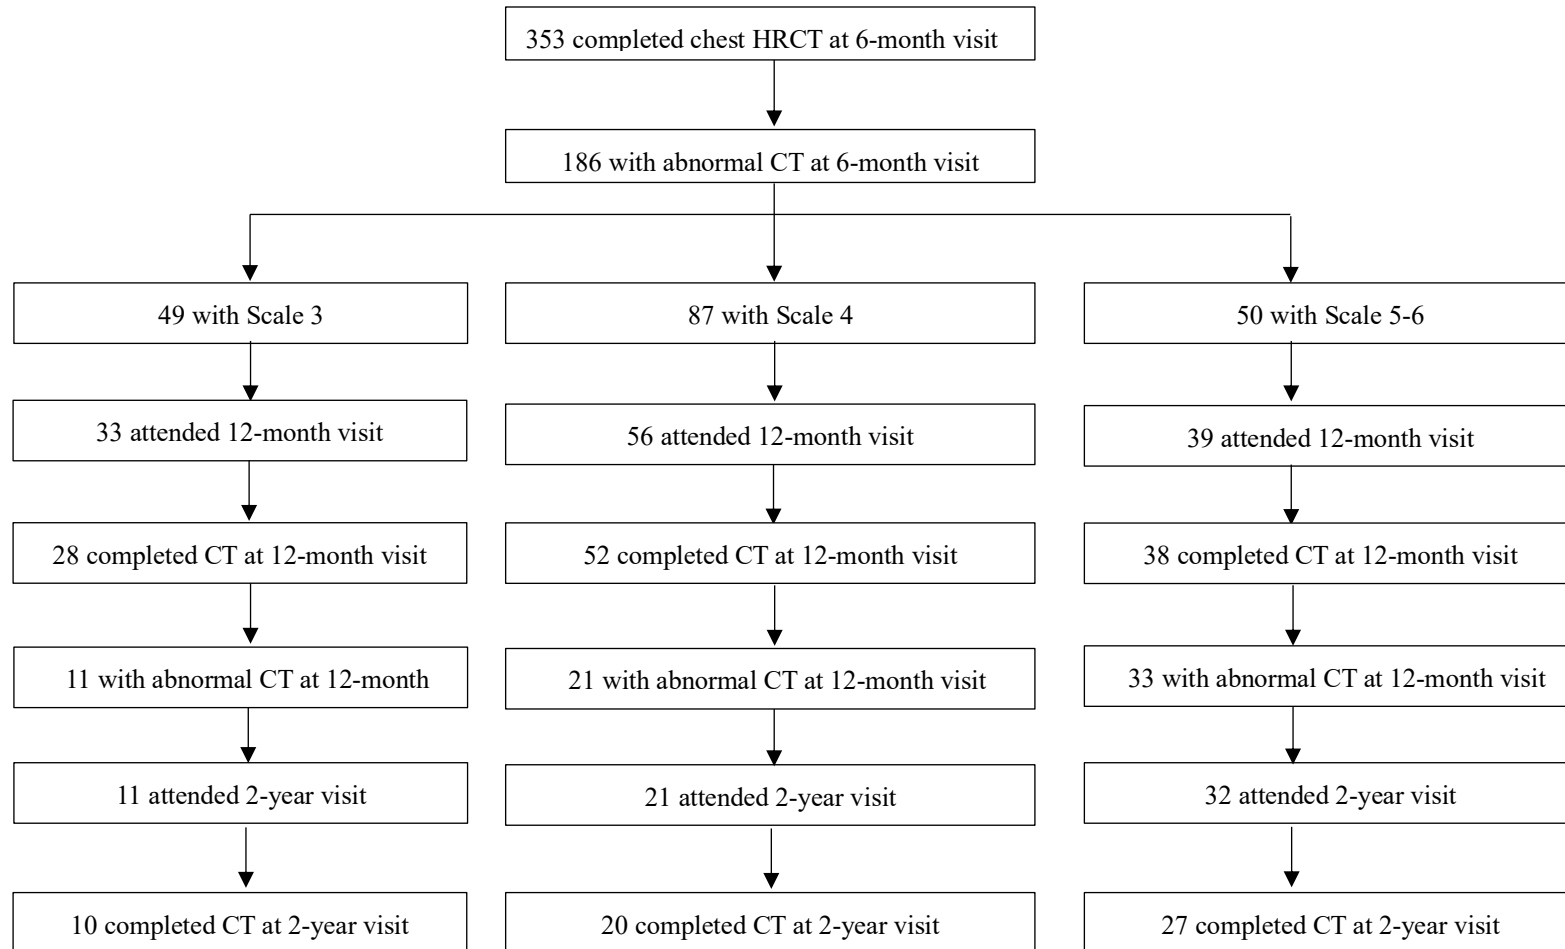 353 completed chest HRCT at 6-month visit
186 with abnormal CT at 6-month visit
49 with Scale 3
87 with Scale 4
50 with Scale 5-6
33 attended 12-month visit
56 attended 12-month visit
39 attended 12-month visit
28 completed CT at 12-month visit
52 completed CT at 12-month visit
38 completed CT at 12-month visit
11 with abnormal CT at 12-month
21 with abnormal CT at 12-month visit
33 with abnormal CT at 12-month visit
11 attended 2-year visit
21 attended 2-year visit
32 attended 2-year visit
10 completed CT at 2-year visit
20 completed CT at 2-year visit
27 completed CT at 2-year visit